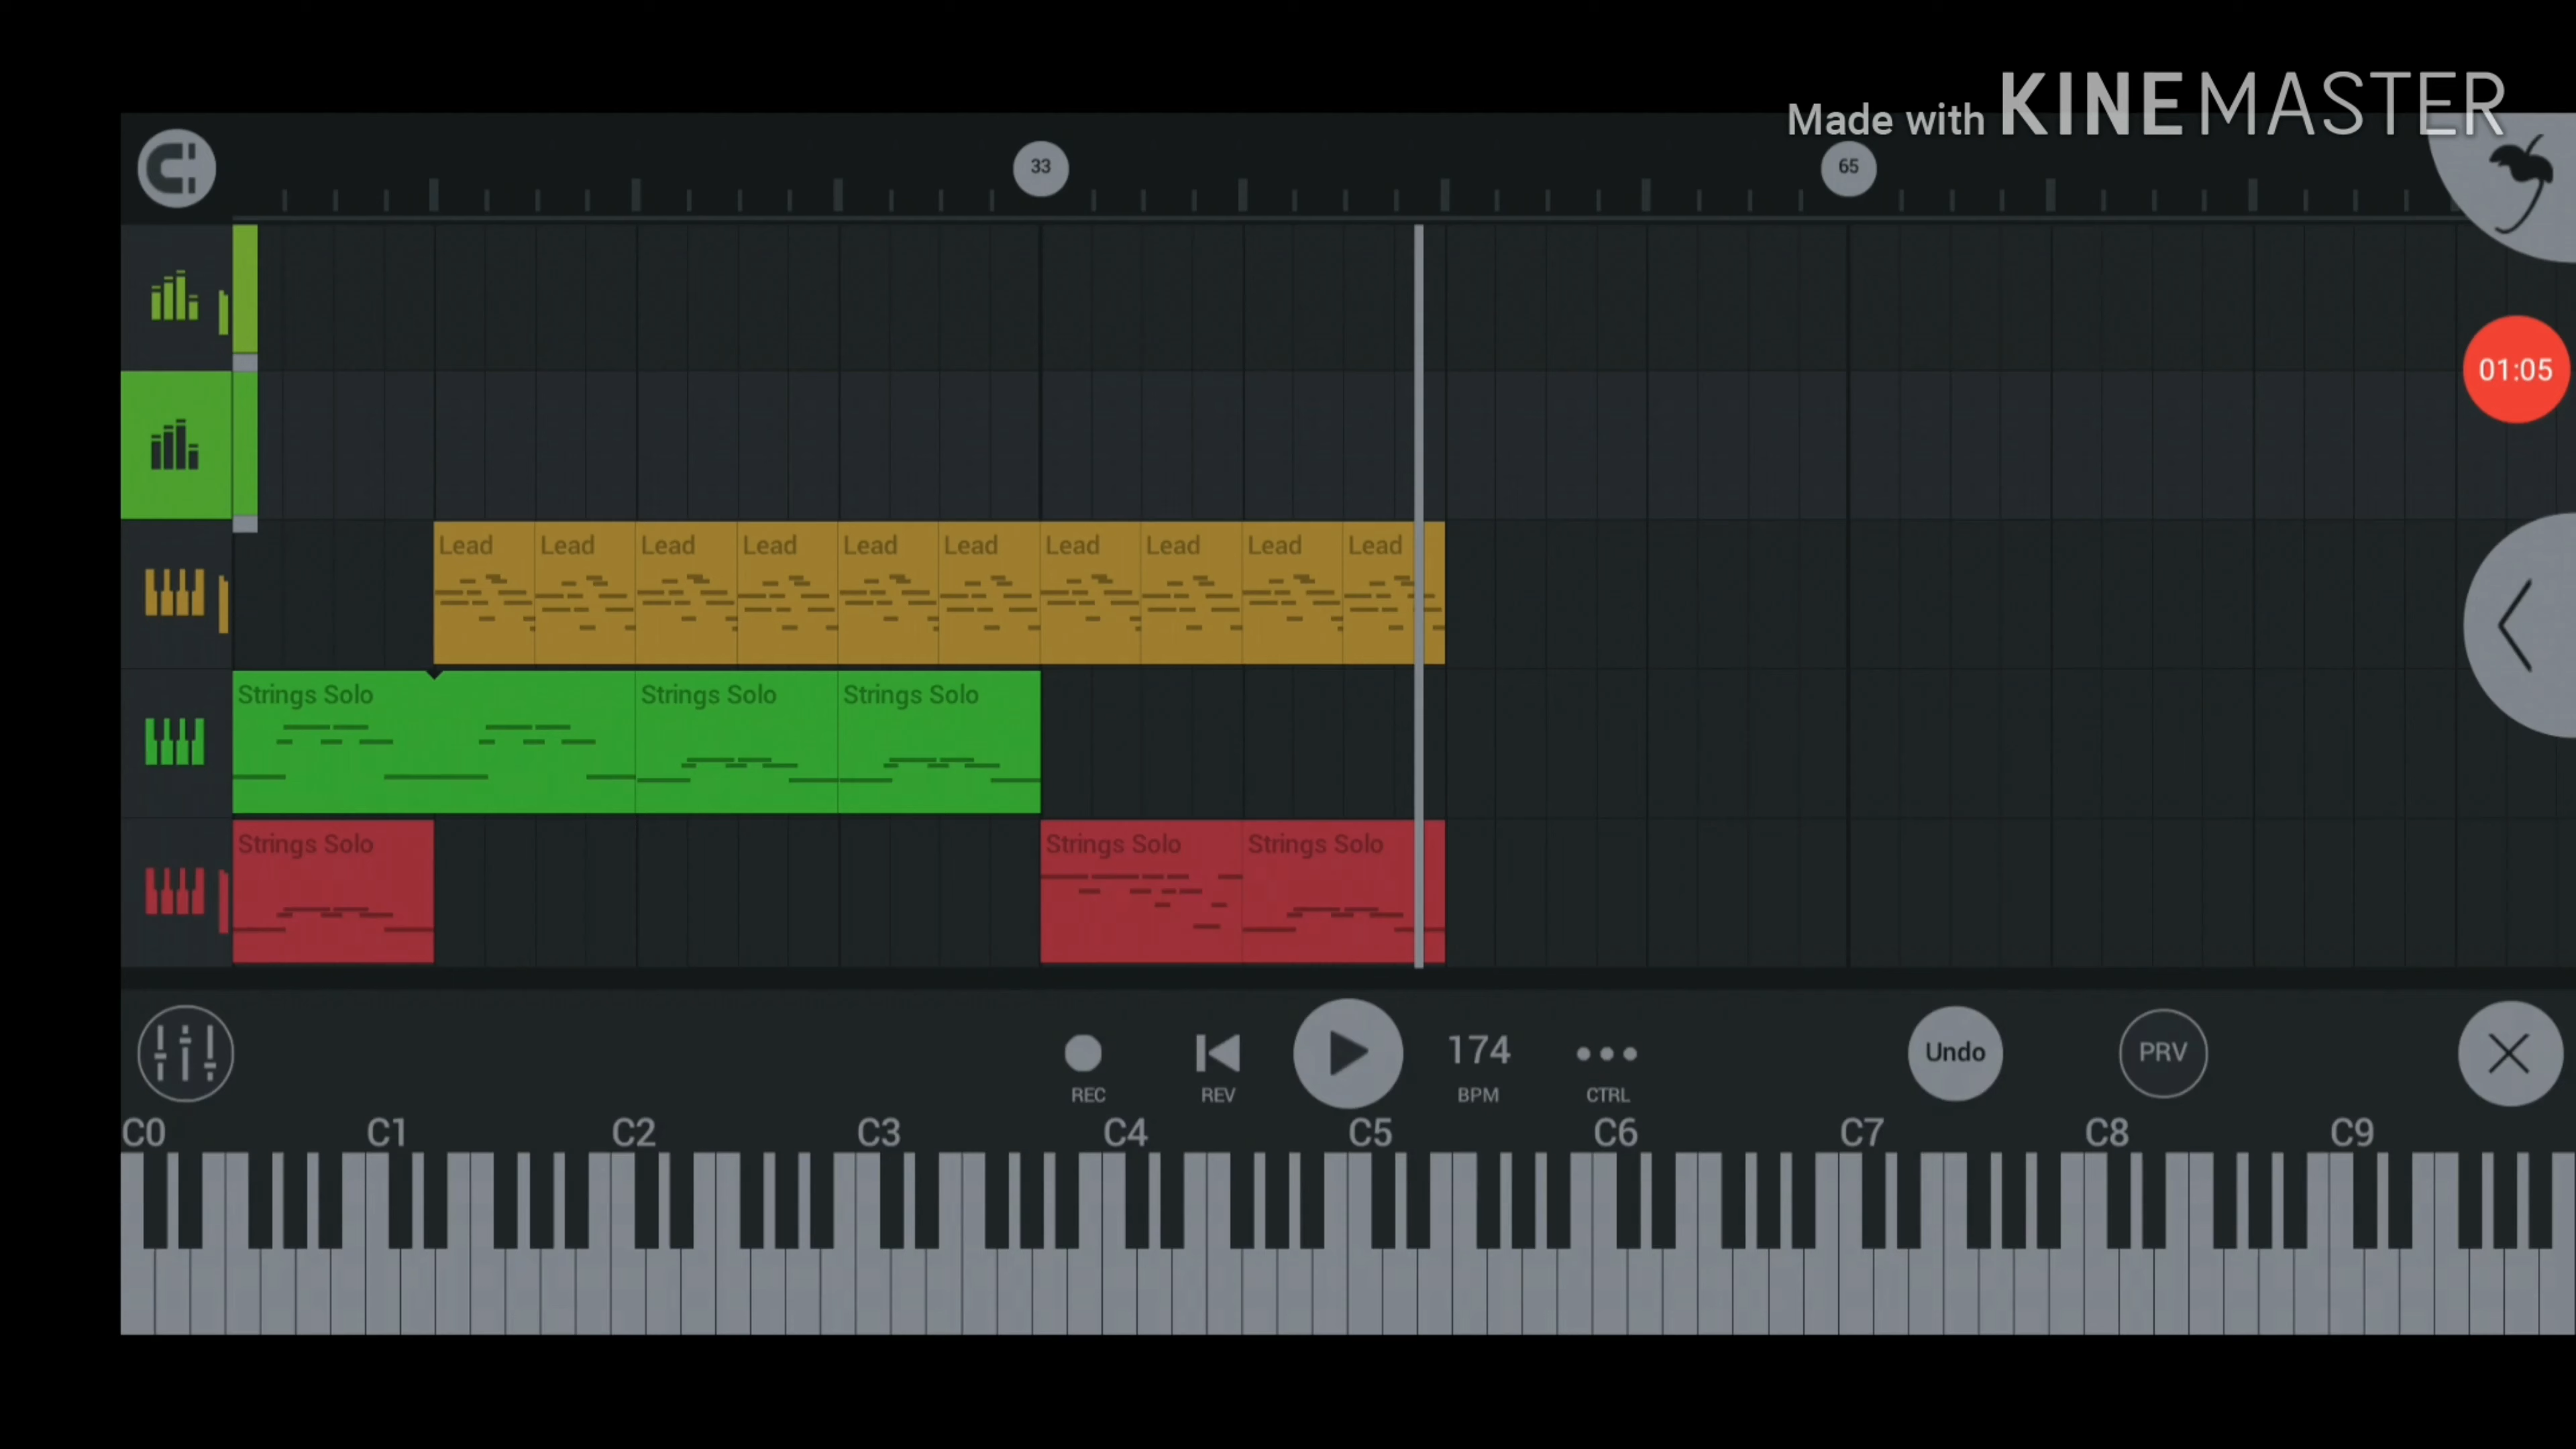 Made with KINEMASTER
33
65
01:05
Lead Lead Lead Lead Lead Lead Lead Lead Lead Lead
Strings Solo Strings Solo Strings Solo
Strings Solo Strings Solo Strings Solo
174 Undo PRV
REC REV BPM CTRL
C0 C1 C2 C3 C4 C5 C6 C7 C8 C9